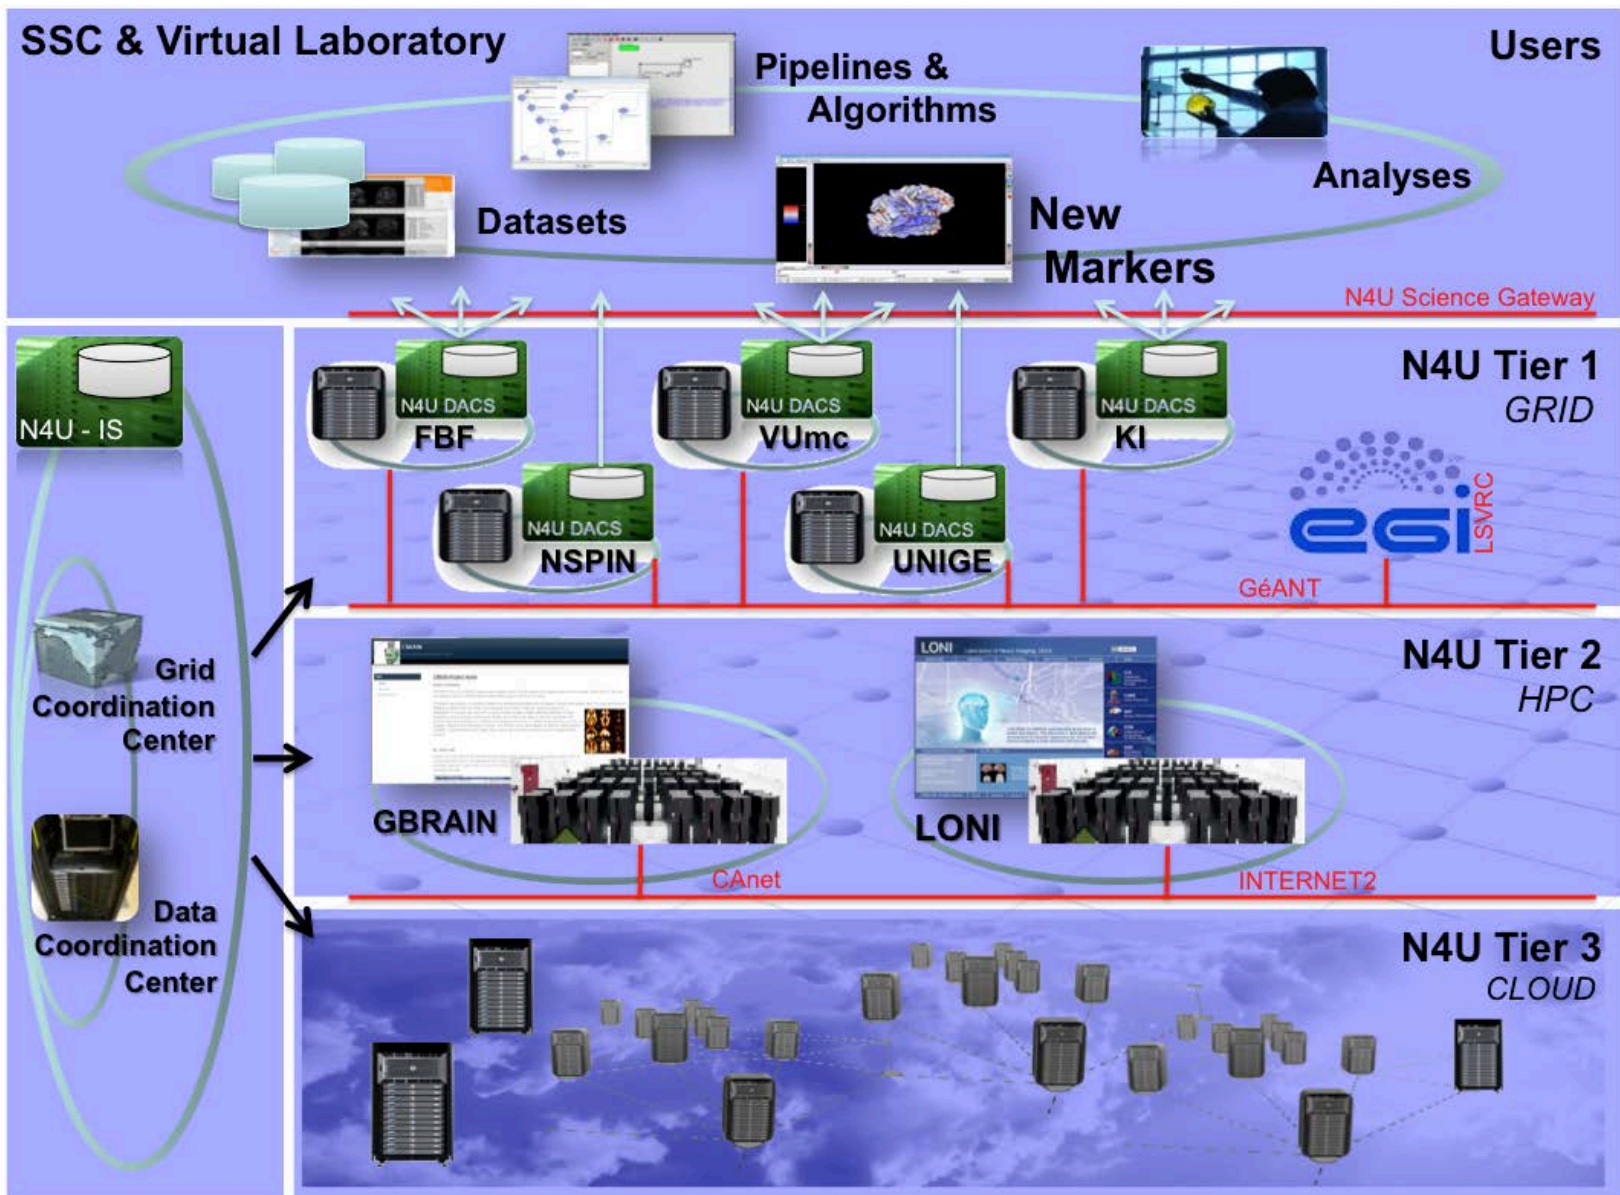 SSC & Virtual Laboratory
Users
Pipelines &
Algorithms
Analyses
Datasets
New
Markers
N4U Science Gateway
N4U - IS
N4U Tier 1
GRID
N4U DACS
FBF
N4U DACS
VUmc
N4U DACS
KI
N4U DACS
NSPIN
N4U DACS
UNIGE
egi
LSVRC
GéANT
Grid
Coordination
Center
N4U Tier 2
HPC
LONI
GBRAIN
LONI
CAnet
INTERNET2
Data
Coordination
Center
N4U Tier 3
CLOUD